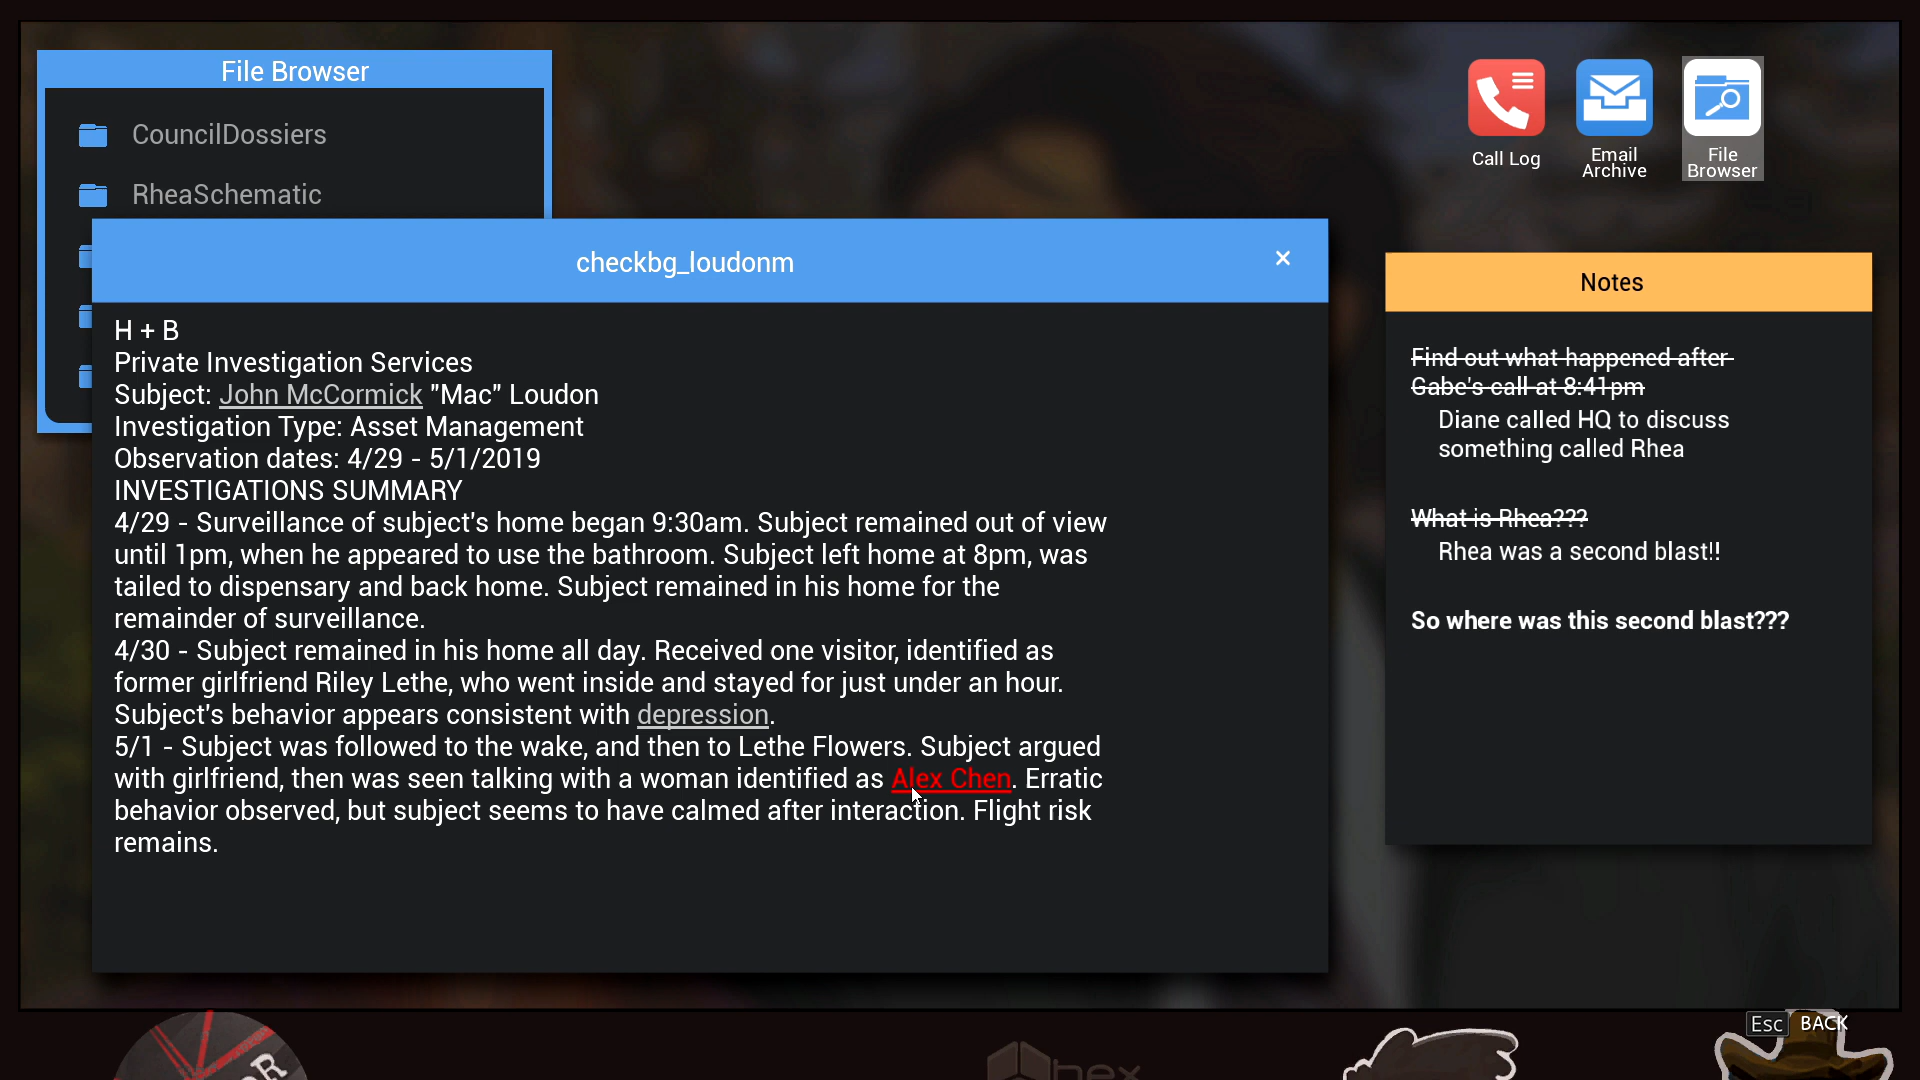 File Browser
CouncilDossiers
RheaSchematic
Call Log
Email
Archive
File
Browser
checkbg_loudonm
×
H + B
Private Investigation Services
Subject: John McCormick "Mac" Loudon
Investigation Type: Asset Management
Observation dates: 4/29 - 5/1/2019
INVESTIGATIONS SUMMARY
4/29 - Surveillance of subject's home began 9:30am. Subject remained out of view
until 1pm, when he appeared to use the bathroom. Subject left home at 8pm, was
tailed to dispensary and back home. Subject remained in his home for the
remainder of surveillance.
4/30 - Subject remained in his home all day. Received one visitor, identified as
former girlfriend Riley Lethe, who went inside and stayed for just under an hour.
Subject's behavior appears consistent with depression.
5/1 - Subject was followed to the wake, and then to Lethe Flowers. Subject argued
with girlfriend, then was seen talking with a woman identified as Alex Chen. Erratic
behavior observed, but subject seems to have calmed after interaction. Flight risk
remains.
Notes
Find out what happened after
Gabe's call at 8:41pm
Diane called HQ to discuss
something called Rhea
What is Rhea???
Rhea was a second blast!!
So where was this second blast???
Esc BACK
hex